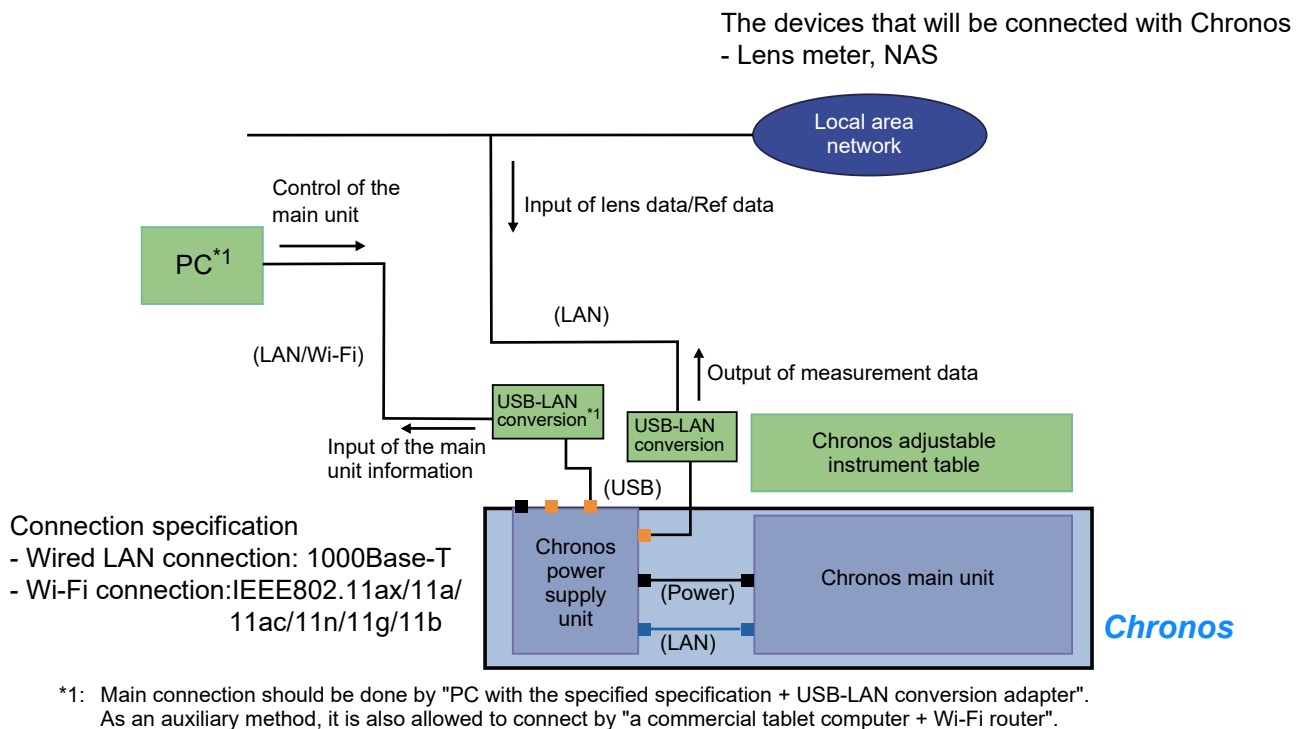 The devices that will be connected with Chronos
- Lens meter, NAS
Local area
network
Control of the
main unit
Input of lens data/Ref data
PC*1
(LAN)
(LAN/Wi-Fi)
Output of measurement data
USB-LAN
conversion*1
USB-LAN
conversion
Chronos adjustable
instrument table
Input of the main
unit information
(USB)
Connection specification
- Wired LAN connection: 1000Base-T
- Wi-Fi connection:IEEE802.11ax/11a/
11ac/11n/11g/11b
Chronos
power
supply
unit
(Power)
(LAN)
Chronos main unit
Chronos
*1: Main connection should be done by "PC with the specified specification + USB-LAN conversion adapter".
As an auxiliary method, it is also allowed to connect by "a commercial tablet computer + Wi-Fi router".